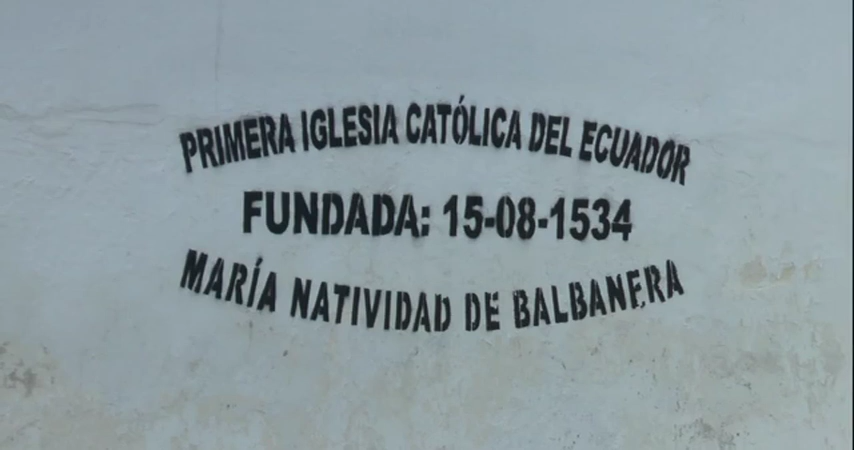 PRIMERA IGLESIA CATÓLICA DEL ECUADOR
FUNDADA: 15-08-1534
MARÍA NATIVIDAD DE BALBANERA